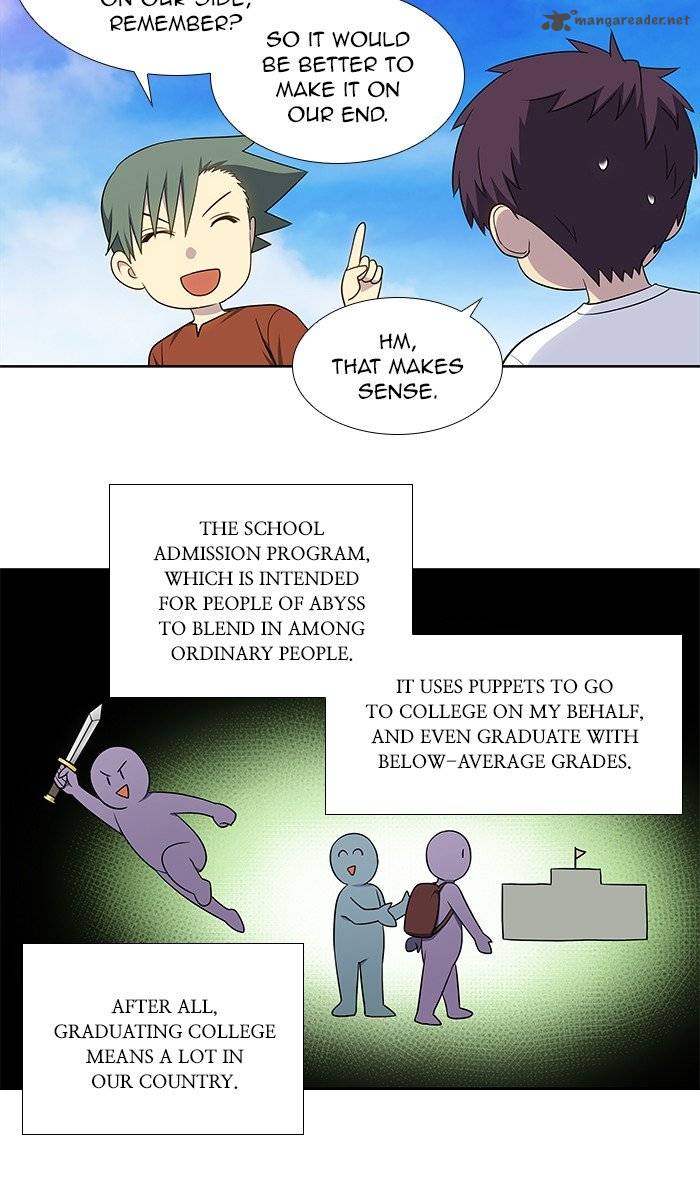 mangareader.net
ON OUR SIDE,
REMEMBER?
SO IT WOULD
BE BETTER TO
MAKE IT ON
OUR END.
HM,
THAT MAKES
SENSE.
THE SCHOOL
ADMISSION PROGRAM,
WHICH IS INTENDED
FOR PEOPLE OF ABYSS
TO BLEND IN AMONG
ORDINARY PEOPLE.
IT USES PUPPETS TO GO
TO COLLEGE ON MY BEHALF,
AND EVEN GRADUATE WITH
BELOW-AVERAGE GRADES.
AFTER ALL,
GRADUATING COLLEGE
MEANS A LOT IN
OUR COUNTRY.